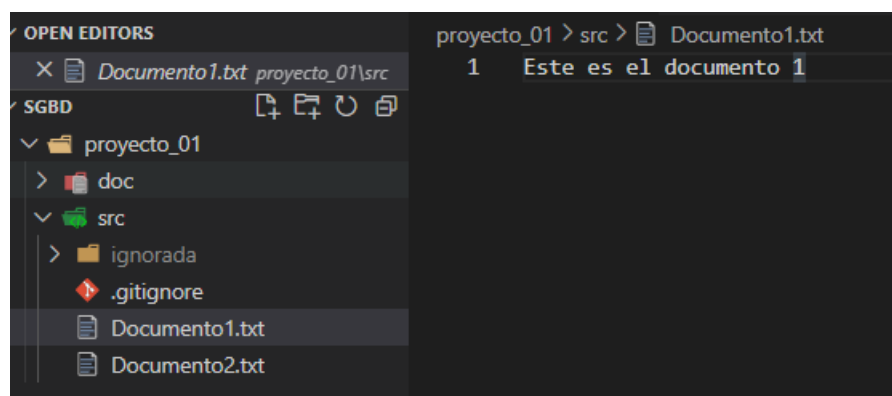 OPEN EDITORS
Documento1.txt proyecto_01\src
SGBD
proyecto_01
doc
src
ignorada
.gitignore
Documento1.txt
Documento2.txt
proyecto_01 > src > Documento1.txt
1 Este es el documento 1